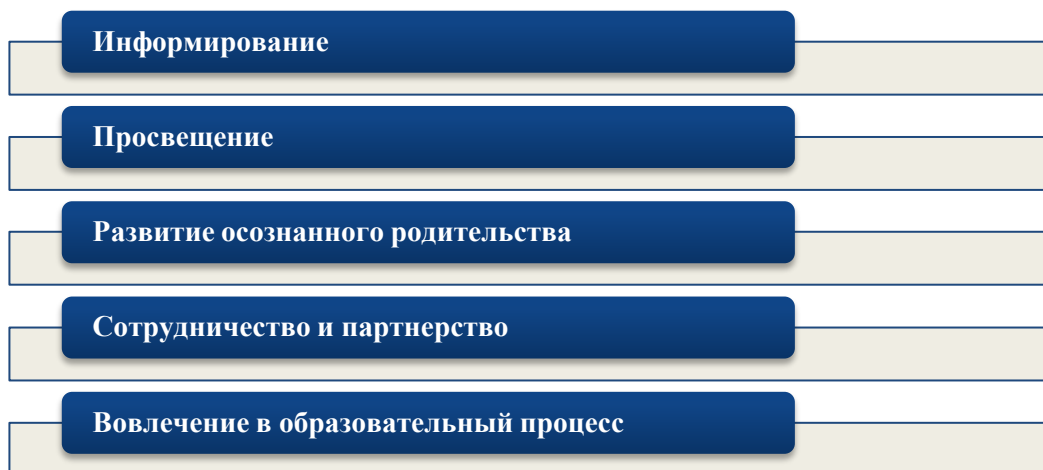 Информирование
Просвещение
Развитие осознанного родительства
Сотрудничество и партнерство
Вовлечение в образовательный процесс